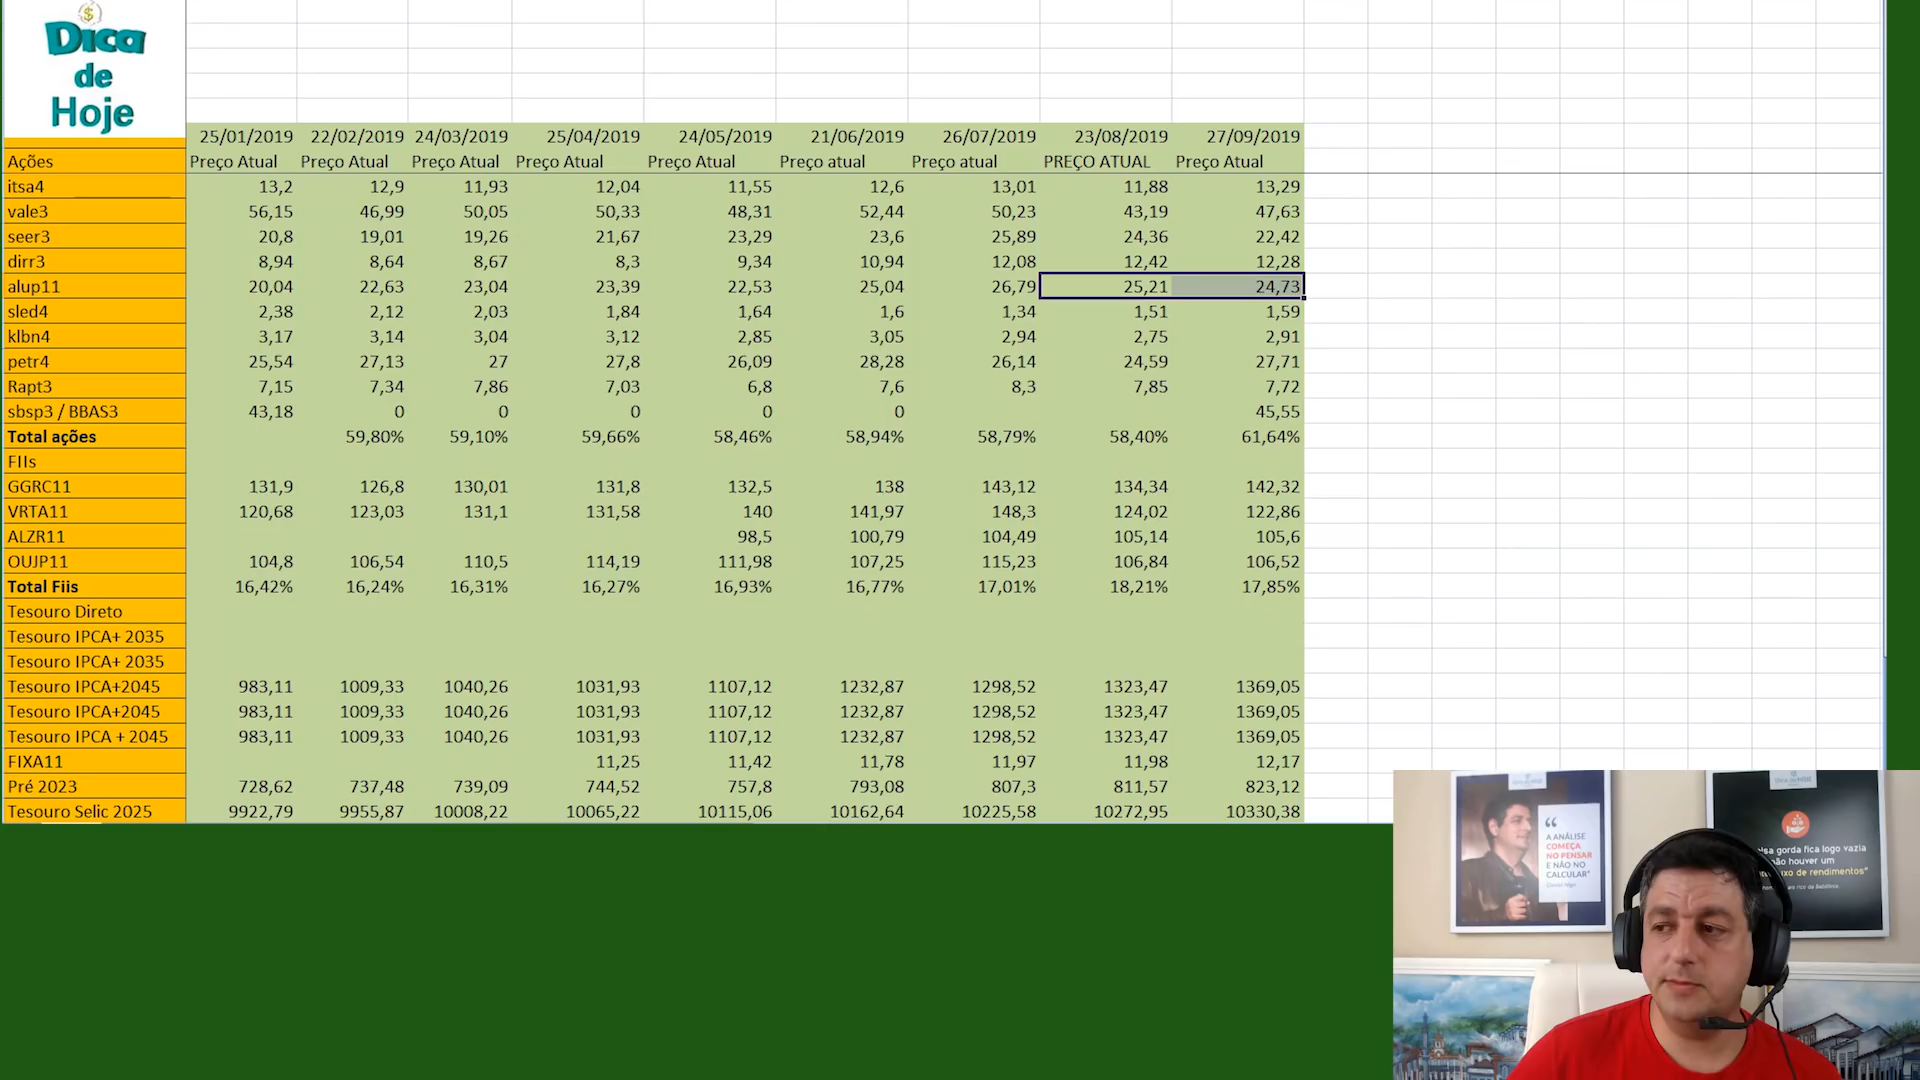 Dica
de
Hoje
25/01/2019 22/02/2019 24/03/2019 25/04/2019 24/05/2019 21/06/2019 26/07/2019 23/08/2019 27/09/2019
Ações Preço Atual Preço Atual Preço Atual Preço Atual Preço Atual Preço atual Preço atual PREÇO ATUAL Preço Atual
itsa4 13,2 12,9 11,93 12,04 11,55 12,6 13,01 11,88 13,29
vale3 56,15 46,99 50,05 50,33 48,31 52,44 50,23 43,19 47,63
seer3 20,8 19,01 19,26 21,67 23,29 23,6 25,89 24,36 22,42
dirr3 8,94 8,64 8,67 8,3 9,34 10,94 12,08 12,42 12,28
alup11 20,04 22,63 23,04 23,39 22,53 25,04 26,79 25,21 24,73
sled4 2,38 2,12 2,03 1,84 1,64 1,6 1,34 1,51 1,59
klbn4 3,17 3,14 3,04 3,12 2,85 3,05 2,94 2,75 2,91
petr4 25,54 27,13 27 27,8 26,09 28,28 26,14 24,59 27,71
Rapt3 7,15 7,34 7,86 7,03 6,8 7,6 8,3 7,85 7,72
sbsp3 / BBAS3 43,18 0 0 0 0 0 45,55
Total ações 59,80% 59,10% 59,66% 58,46% 58,94% 58,79% 58,40% 61,64%
FIIs
GGRC11 131,9 126,8 130,01 131,8 132,5 138 143,12 134,34 142,32
VRTA11 120,68 123,03 131,1 131,58 140 141,97 148,3 124,02 122,86
ALZR11 98,5 100,79 104,49 105,14 105,6
OUJP11 104,8 106,54 110,5 114,19 111,98 107,25 115,23 106,84 106,52
Total Fiis 16,42% 16,24% 16,31% 16,27% 16,93% 16,77% 17,01% 18,21% 17,85%
Tesouro Direto
Tesouro IPCA+ 2035
Tesouro IPCA+ 2035
Tesouro IPCA+2045 983,11 1009,33 1040,26 1031,93 1107,12 1232,87 1298,52 1323,47 1369,05
Tesouro IPCA+2045 983,11 1009,33 1040,26 1031,93 1107,12 1232,87 1298,52 1323,47 1369,05
Tesouro IPCA + 2045 983,11 1009,33 1040,26 1031,93 1107,12 1232,87 1298,52 1323,47 1369,05
FIXA11 11,25 11,42 11,78 11,97 11,98 12,17
Pré 2023 728,62 737,48 739,09 744,52 757,8 793,08 807,3 811,57 823,12
Tesouro Selic 2025 9922,79 9955,87 10008,22 10065,22 10115,06 10162,64 10225,58 10272,95 10330,38
“
A ANÁLISE
COMEÇA
NO PENSAR
E NÃO NO
CALCULAR"
gorda fica logo vazia
não houver um
de rendimentos"